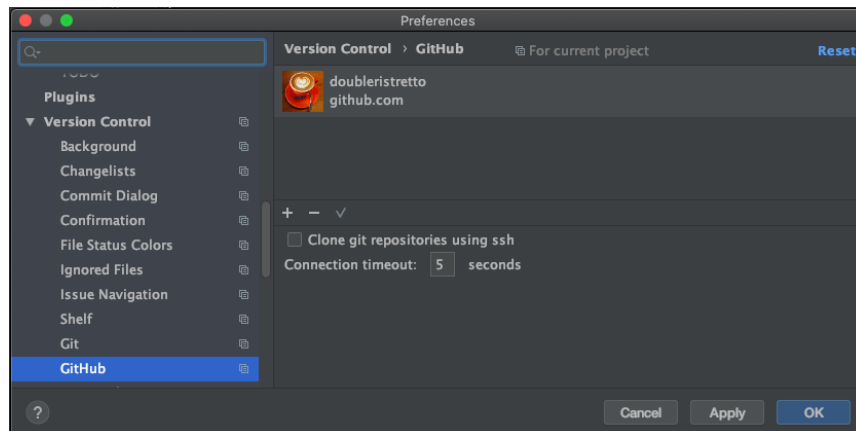 Preferences
Version Control › GitHub For current project Reset
doubleristretto
github.com
Plugins
Version Control
Background
Changelists
Commit Dialog
Confirmation
File Status Colors
Ignored Files
Issue Navigation
Shelf
Git
GitHub
+ − ✓
Clone git repositories using ssh
Connection timeout: 5 seconds
?
Cancel Apply OK